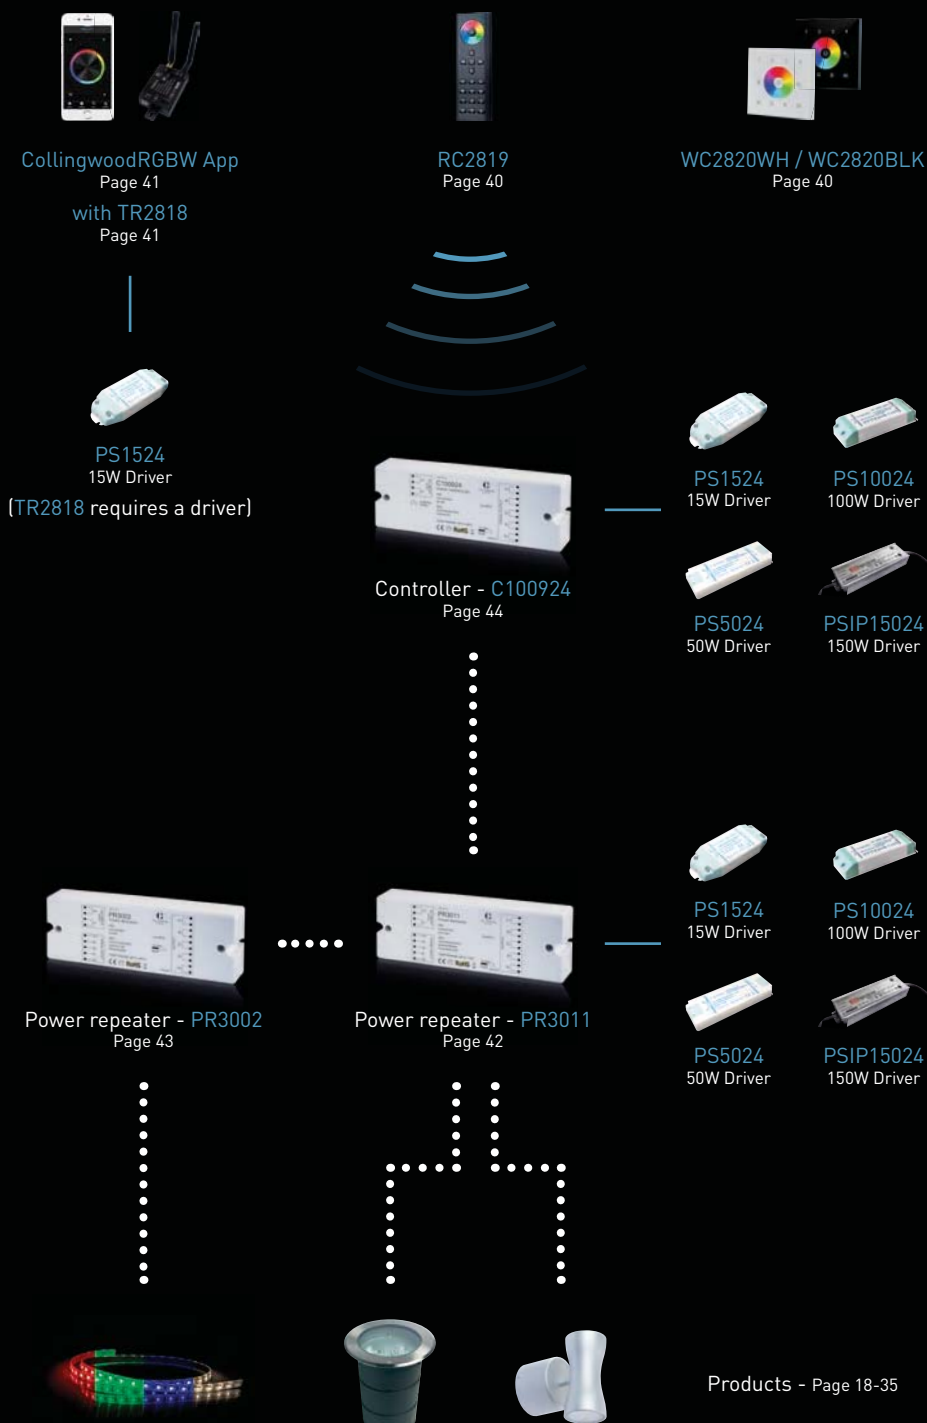 CollingwoodRGBW App
Page 41
with TR2818
Page 41
RC2819
Page 40
WC2820WH / WC2820BLK
Page 40
PS1524
15W Driver
(TR2818 requires a driver)
C100924
Controller - C100924
Page 44
PS1524
15W Driver
PS10024
100W Driver
PS5024
50W Driver
PSIP15024
150W Driver
PR3002
Power repeater - PR3002
Page 43
PR3011
Power repeater - PR3011
Page 42
PS1524
15W Driver
PS10024
100W Driver
PS5024
50W Driver
PSIP15024
150W Driver
Products - Page 18-35